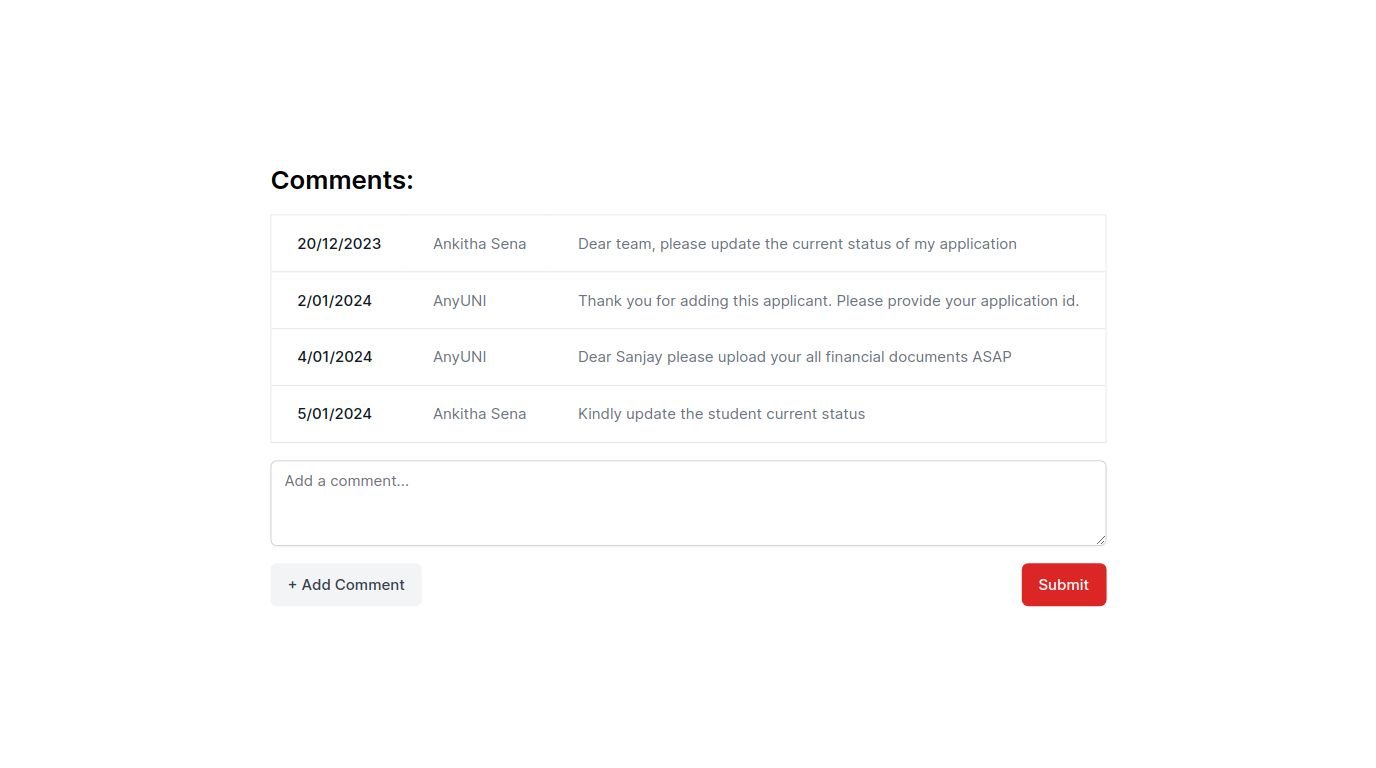 Comments:
20/12/2023 Ankitha Sena Dear team, please update the current status of my application
2/01/2024 AnyUNI Thank you for adding this applicant. Please provide your application id.
4/01/2024 AnyUNI Dear Sanjay please upload your all financial documents ASAP
5/01/2024 Ankitha Sena Kindly update the student current status
Add a comment...
+ Add Comment Submit